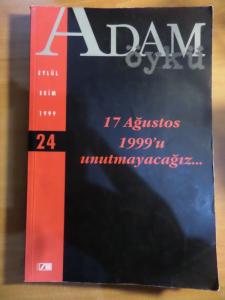 ADAM
öykü
EYLÜL
EKİM
1999
24
17 Ağustos
1999'u
unutmayacağız...